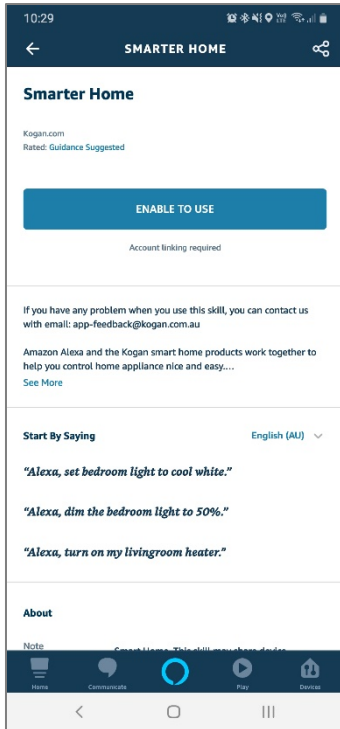 10:29
SMARTER HOME
Smarter Home
Kogan.com
Rated: Guidance Suggested
ENABLE TO USE
Account linking required
If you have any problem when you use this skill, you can contact us
with email: app-feedback@kogan.com.au
Amazon Alexa and the Kogan smart home products work together to
help you control home appliance nice and easy....
See More
Start By Saying English (AU)
“Alexa, set bedroom light to cool white.”
“Alexa, dim the bedroom light to 50%.”
“Alexa, turn on my livingroom heater.”
About
Note
Smart Home. This skill may share device
Home Communicate Play Devices